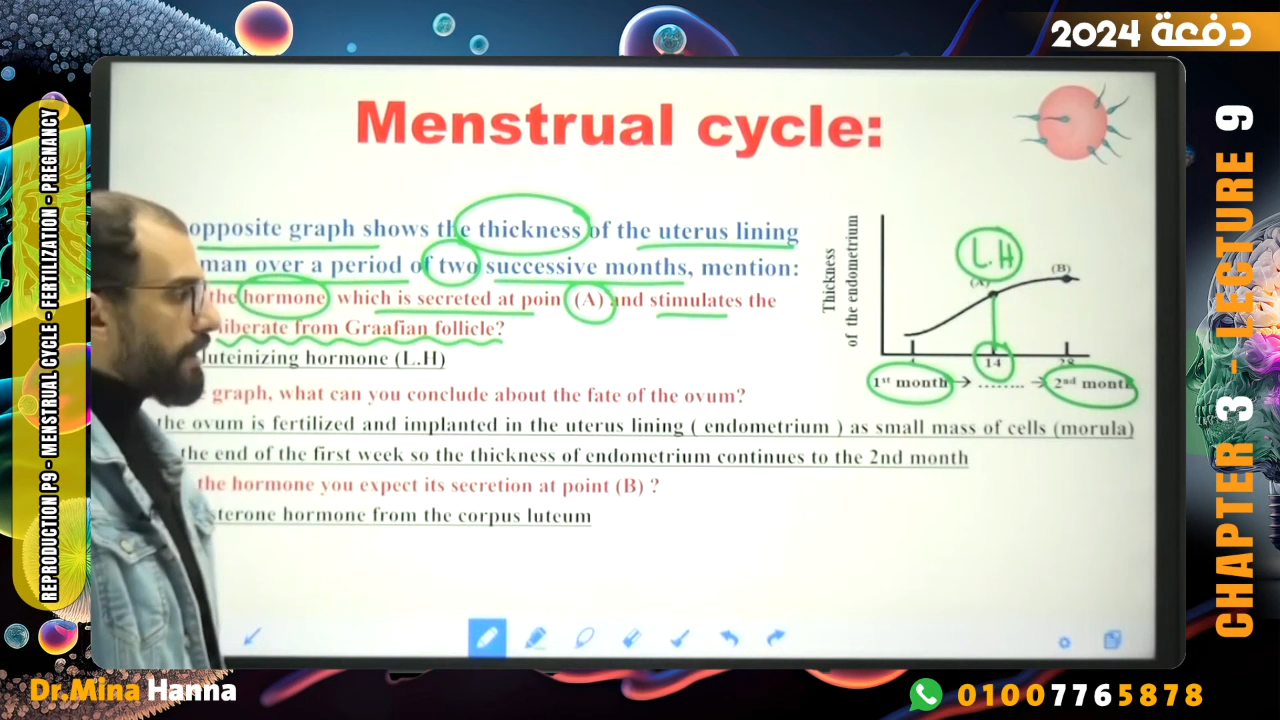 دفعة 2024
REPRODUCTION P9 - MENSTRUAL CYCLE - FERTILIZATION - PREGNANCY
CHAPTER 3 - LECTURE 9
Menstrual cycle:
opposite graph shows the thickness of the uterus lining
man over a period of two successive months, mention:
the hormone which is secreted at poin (A) and stimulates the
liberate from Graafian follicle?
luteinizing hormone (L.H)
graph, what can you conclude about the fate of the ovum?
the ovum is fertilized and implanted in the uterus lining ( endometrium ) as small mass of cells (morula)
the end of the first week so the thickness of endometrium continues to the 2nd month
the hormone you expect its secretion at point (B) ?
sterone hormone from the corpus luteum
Thickness
of the endometrium
L.H
(A)
(B)
14
28
1st month → ........ → 2nd month
Dr.Mina Hanna
01007765878